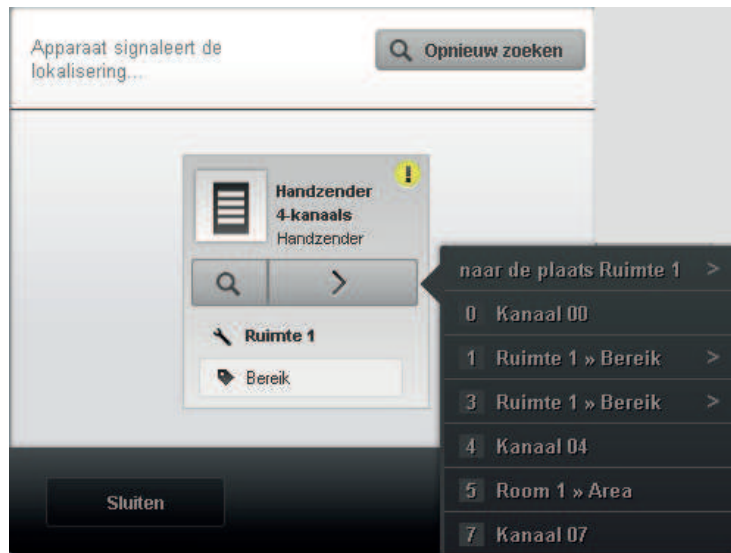 Apparaat signaleert de
lokalisering...
Opnieuw zoeken
Handzender
4-kanaals
Handzender
Ruimte 1
Bereik
naar de plaats Ruimte 1 >
0 Kanaal 00
1 Ruimte 1 » Bereik >
3 Ruimte 1 » Bereik >
4 Kanaal 04
5 Room 1 » Area
7 Kanaal 07
Sluiten